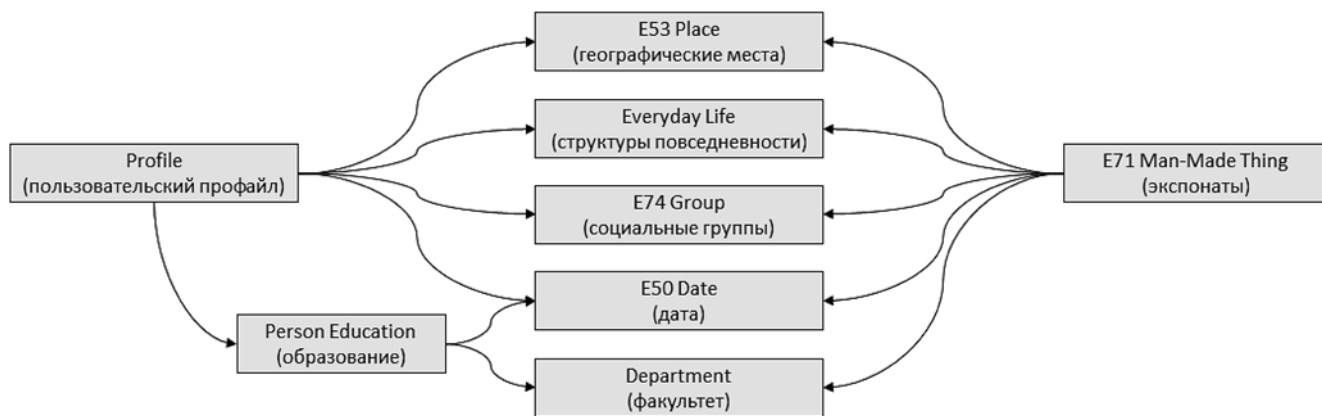 E53 Place
(географические места)
Everyday Life
(структуры повседневности)
Profile
(пользовательский профайл)
E71 Man-Made Thing
(экспонаты)
E74 Group
(социальные группы)
E50 Date
(дата)
Person Education
(образование)
Department
(факультет)